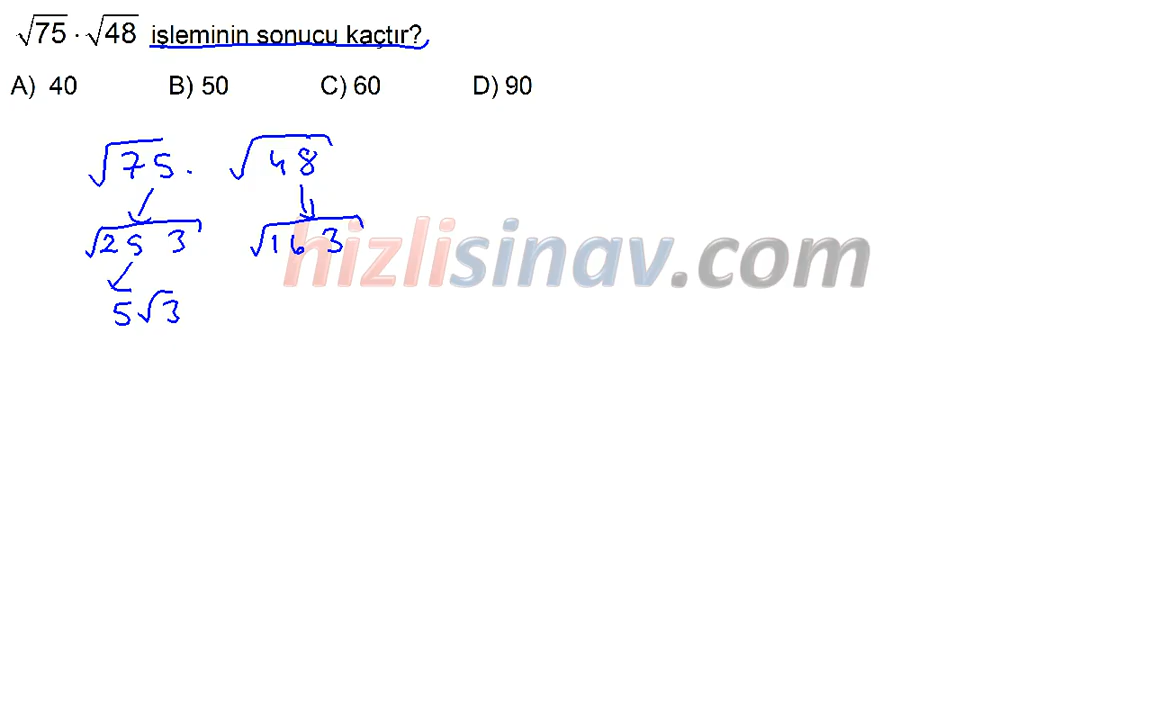 √75 · √48 işleminin sonucu kaçtır?
A) 40 B) 50 C) 60 D) 90
√75 . √48
√25 3 √16 3
hizlisinav.com
5√3